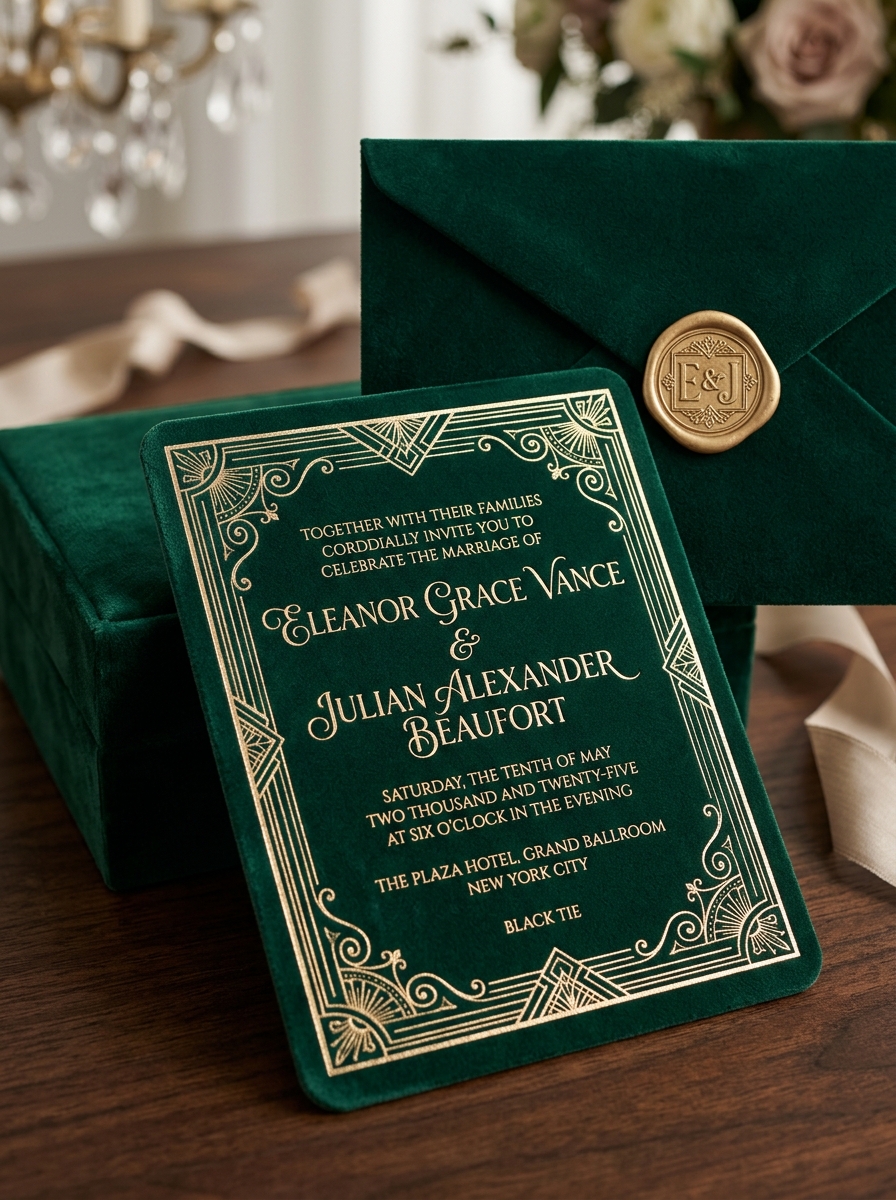 TOGETHER WITH THEIR FAMILIES
CORDDIALLY INVITE YOU TO
CELEBRATE THE MARRIAGE OF
ELEANOR GRACE VANCE
&
JULIAN ALEXANDER
BEAUFORT
SATURDAY, THE TENTH OF MAY
TWO THOUSAND AND TWENTY-FIVE
AT SIX O'CLOCK IN THE EVENING
THE PLAZA HOTEL, GRAND BALLROOM
NEW YORK CITY
BLACK TIE
E&J